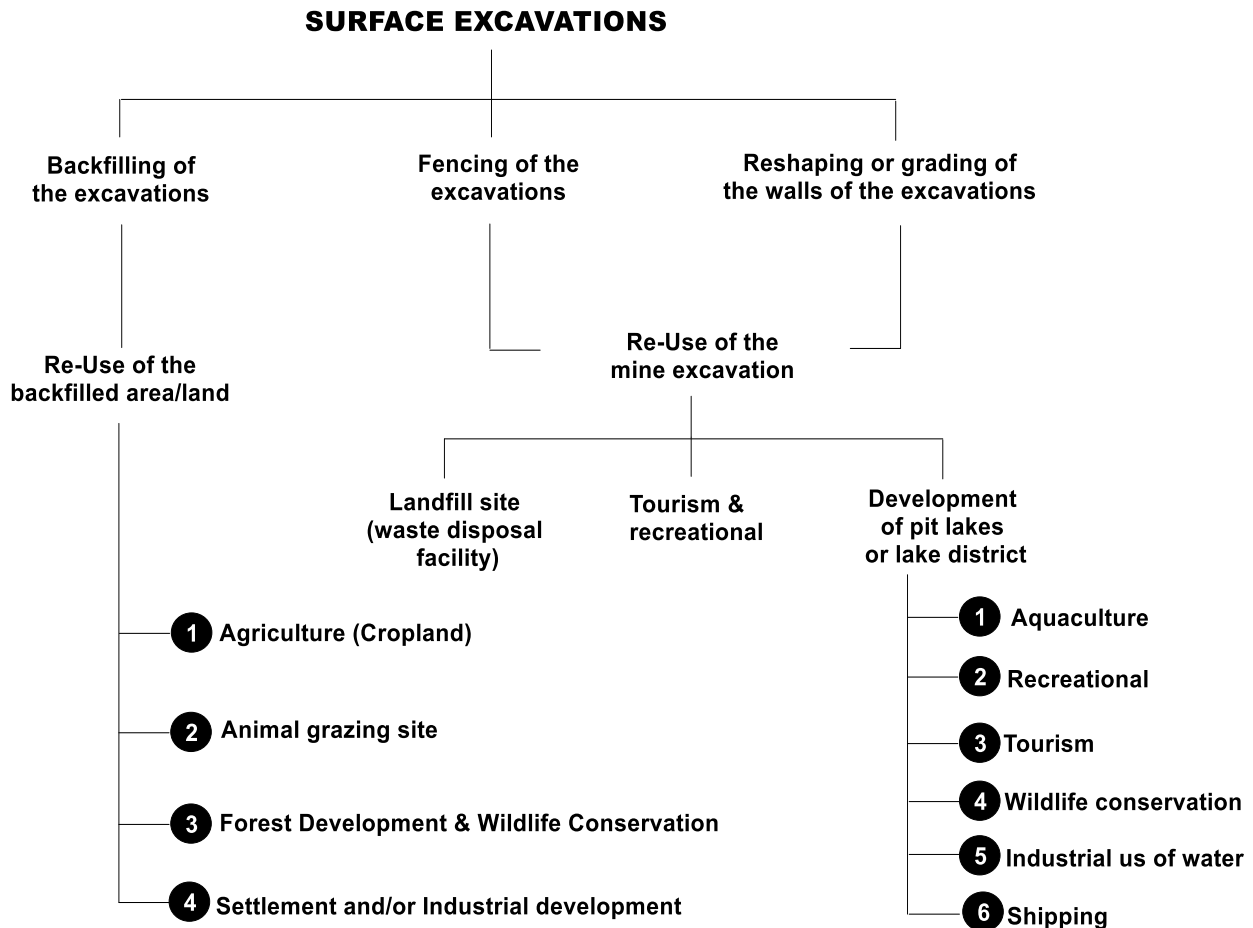 SURFACE EXCAVATIONS
Backfilling of
the excavations
Fencing of the
excavations
Reshaping or grading of
the walls of the excavations
Re-Use of the
backfilled area/land
Re-Use of the
mine excavation
Landfill site
(waste disposal
facility)
Tourism &
recreational
Development
of pit lakes
or lake district
1 Agriculture (Cropland)
2 Animal grazing site
3 Forest Development & Wildlife Conservation
4 Settlement and/or Industrial development
1 Aquaculture
2 Recreational
3 Tourism
4 Wildlife conservation
5 Industrial us of water
6 Shipping